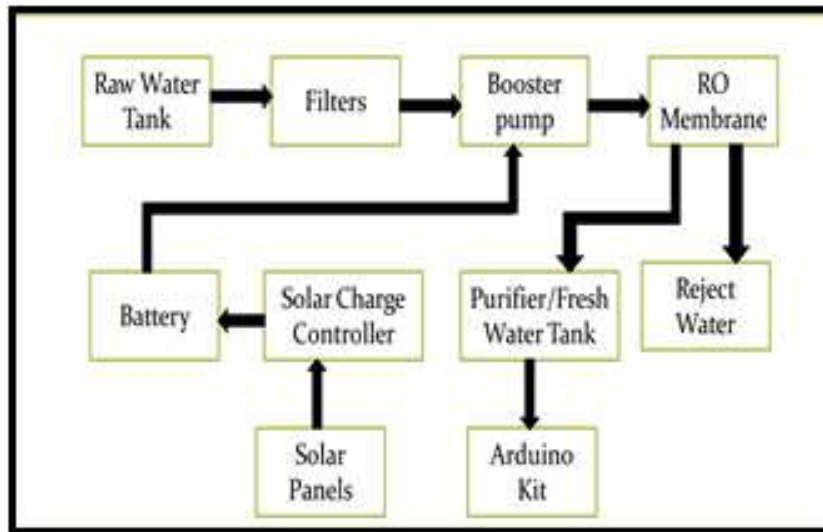 Raw Water
Tank
Filters
Booster
pump
RO
Membrane
Battery
Solar Charge
Controller
Purifier/Fresh
Water Tank
Reject
Water
Solar
Panels
Arduino
Kit